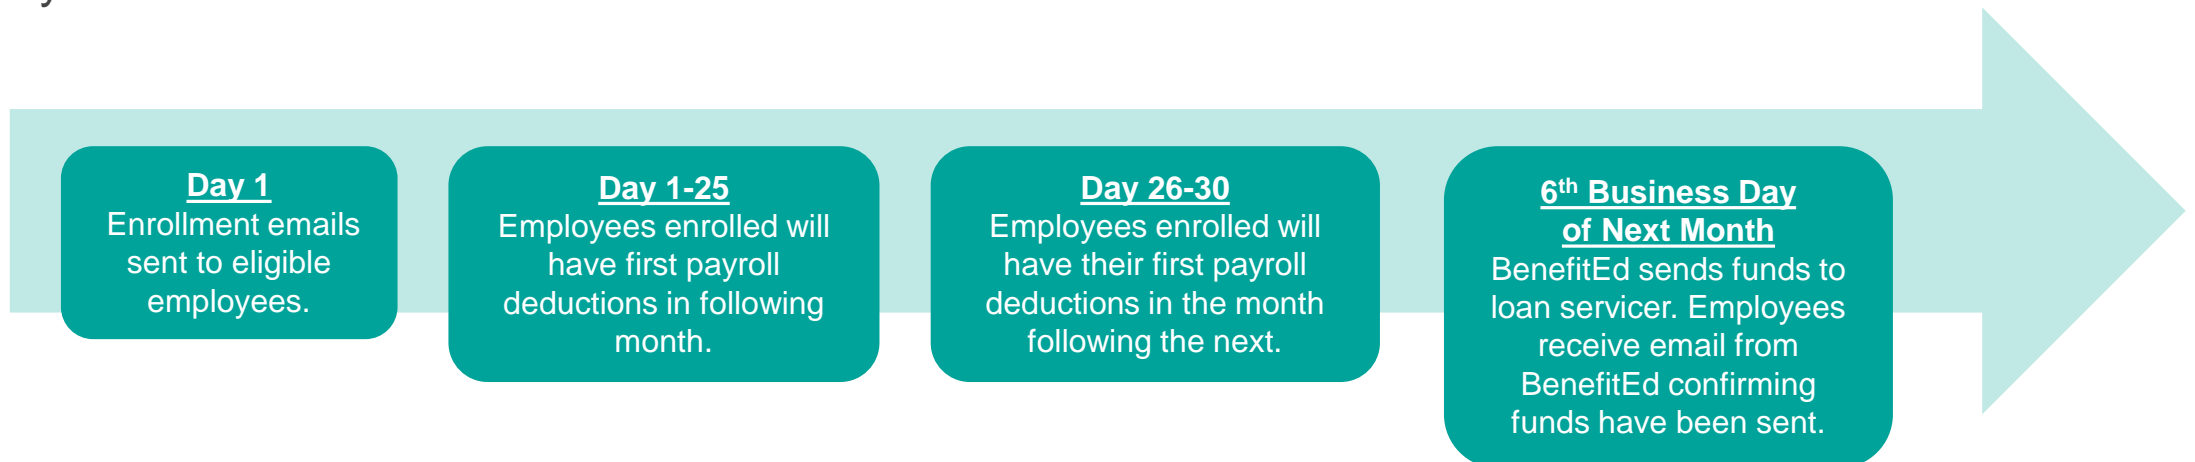 Day 1
Enrollment emails
sent to eligible
employees.
Day 1-25
Employees enrolled will
have first payroll
deductions in following
month.
Day 26-30
Employees enrolled will
have their first payroll
deductions in the month
following the next.
6th Business Day
of Next Month
BenefitEd sends funds to
loan servicer. Employees
receive email from
BenefitEd confirming
funds have been sent.